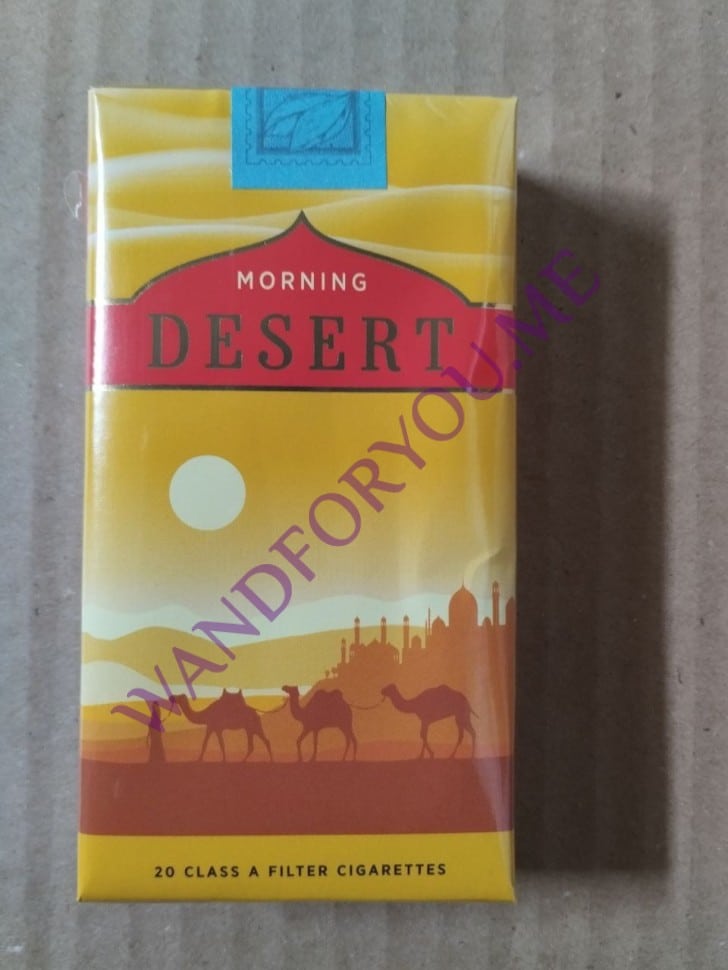 MORNING
DESERT
WANDFORYOU.ME
20 CLASS A FILTER CIGARETTES